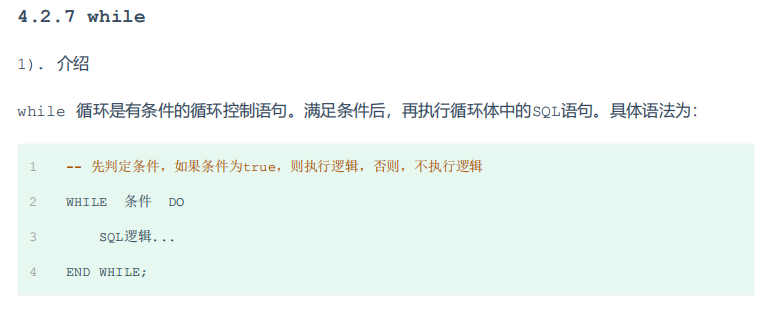 4.2.7 while
1). 介绍
while 循环是有条件的循环控制语句。满足条件后，再执行循环体中的SQL语句。具体语法为：
1 -- 先判定条件，如果条件为true，则执行逻辑，否则，不执行逻辑
2 WHILE 条件 DO
3 SQL逻辑...
4 END WHILE;